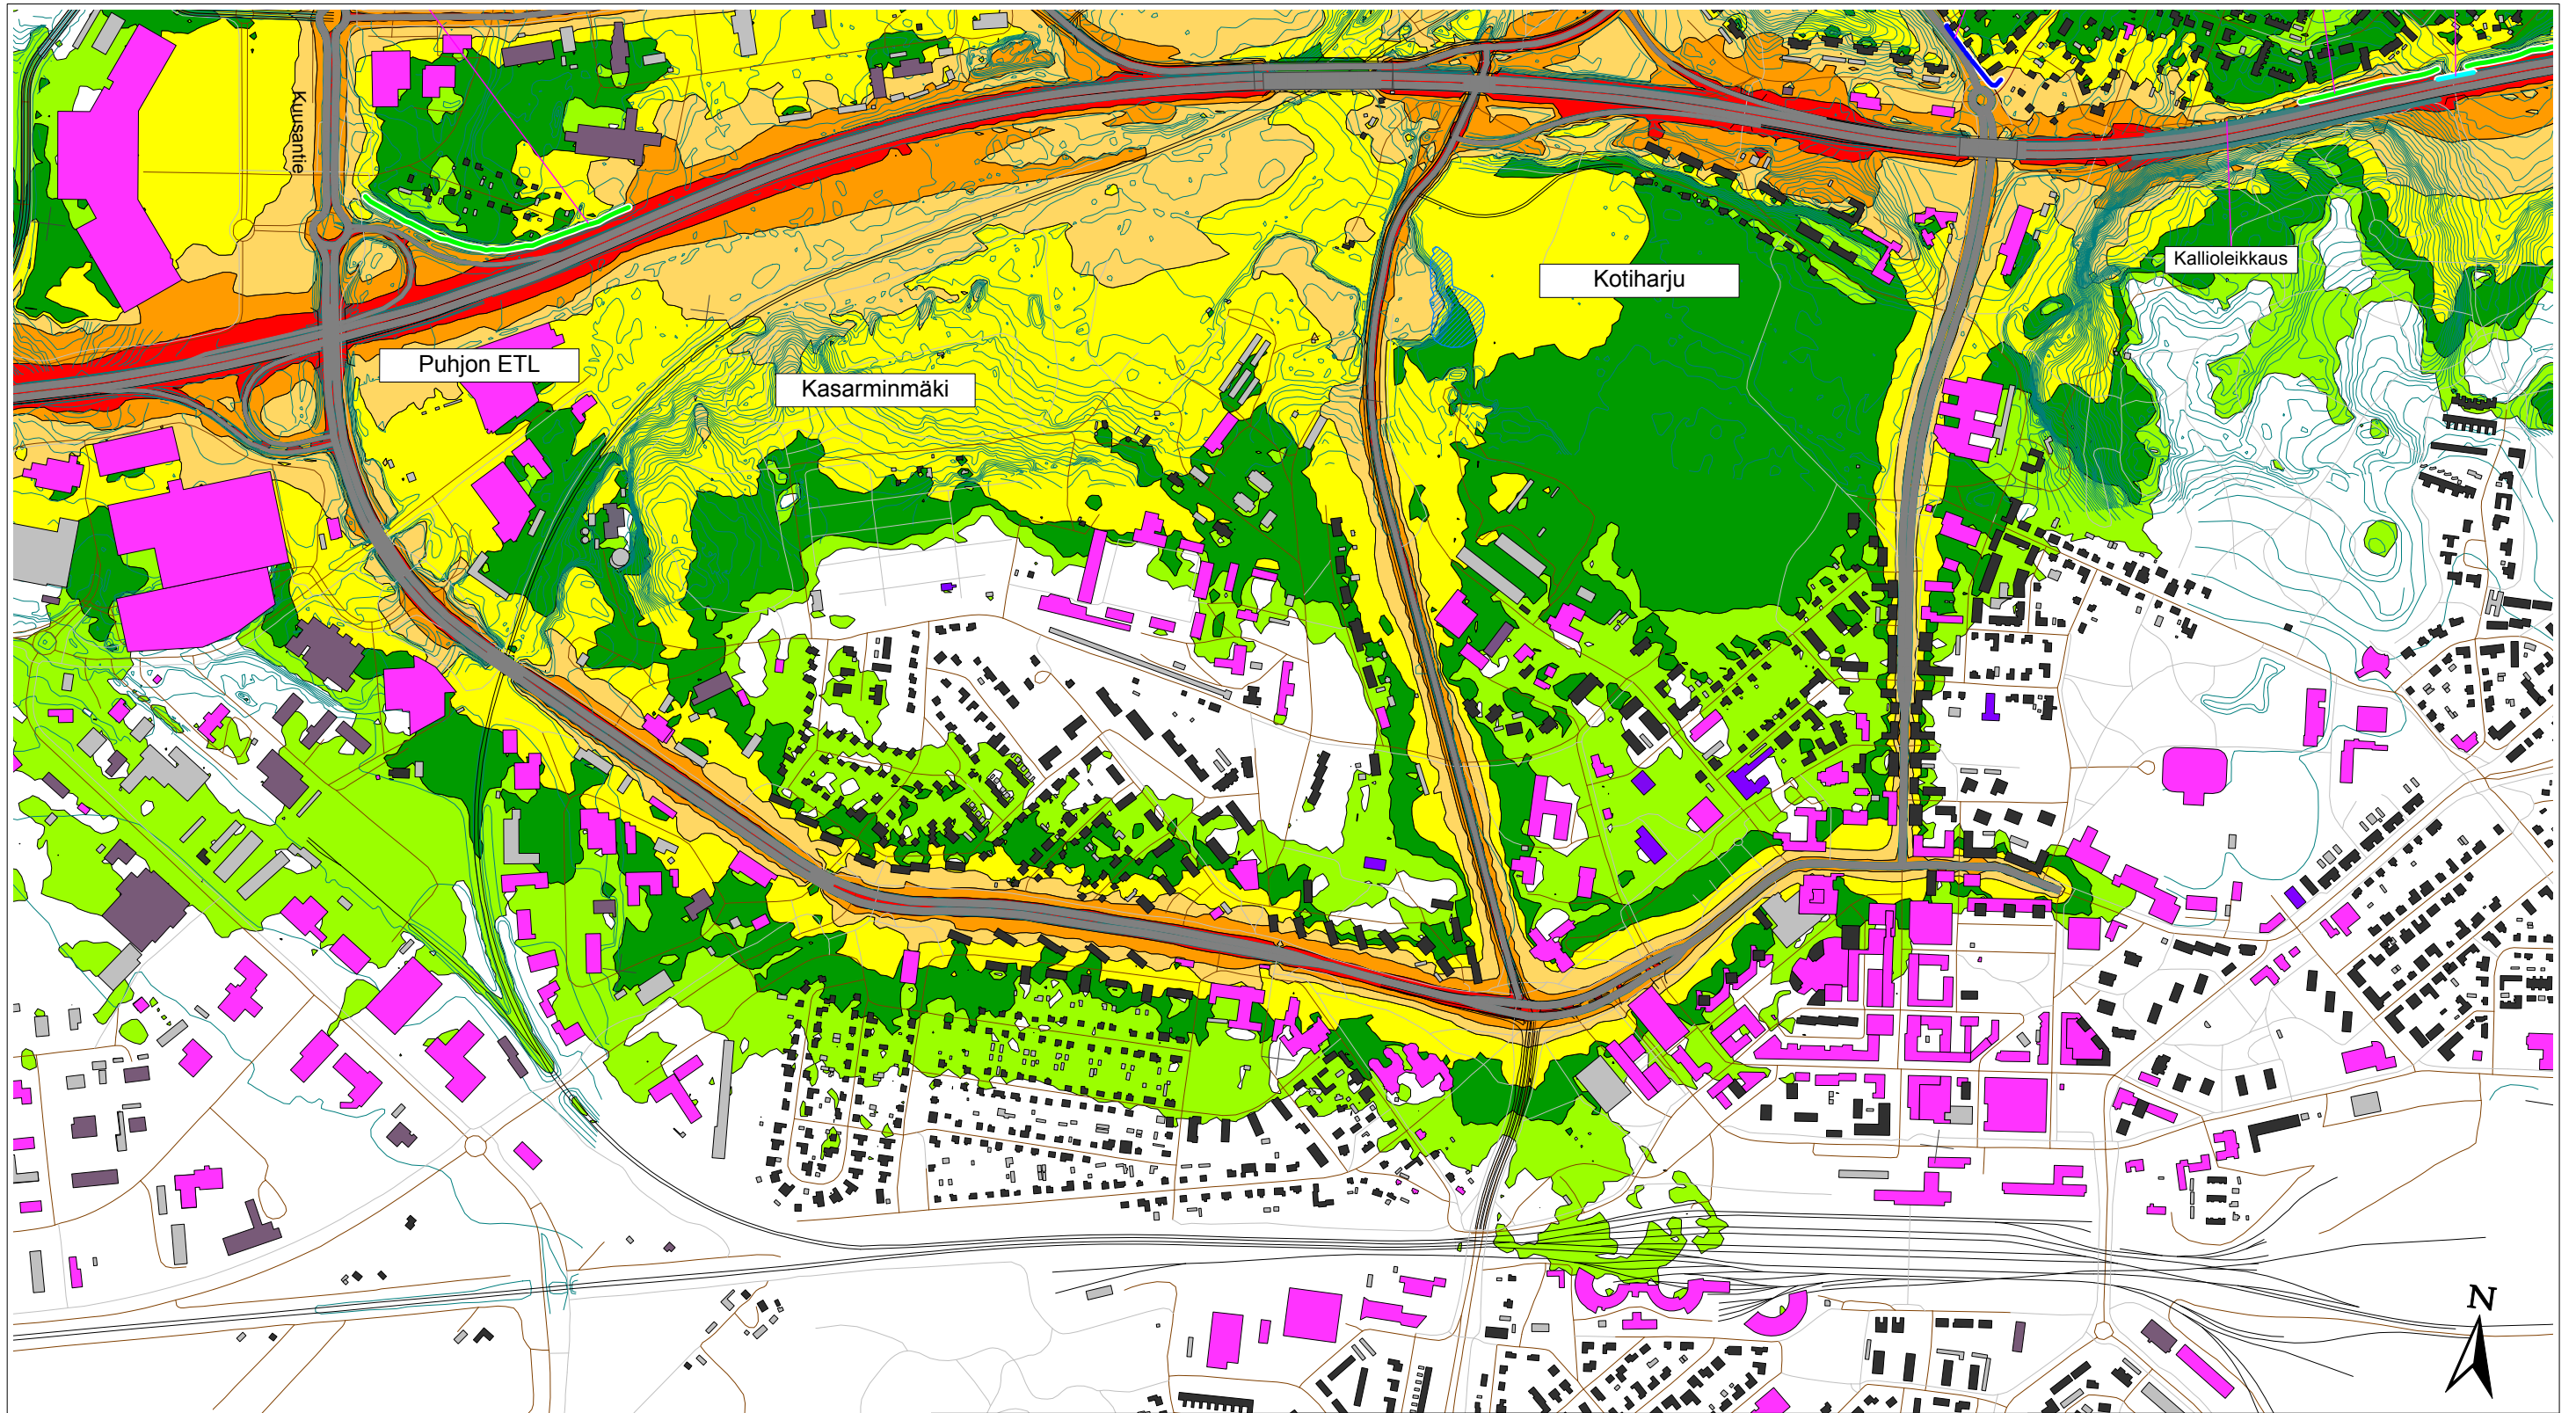 Kuusantie
Kallioleikkaus
Kotiharju
Puhjon ETL
Kasarminmäki
N